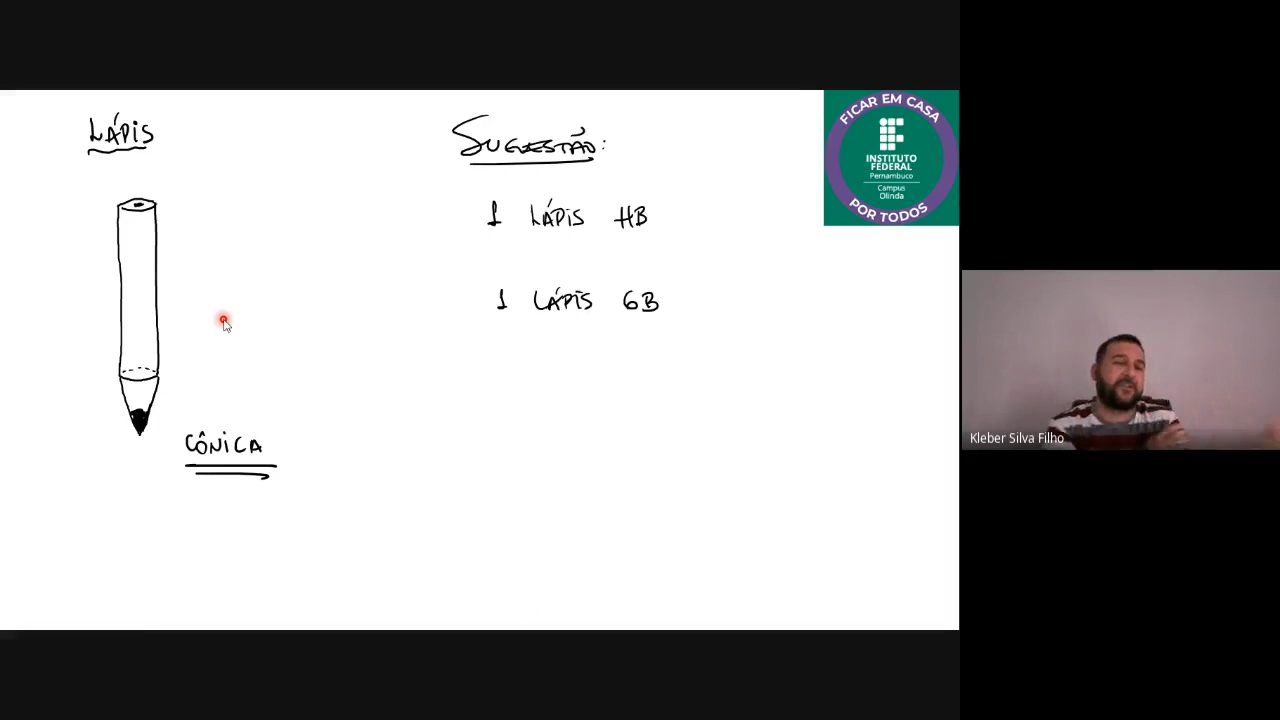 LÁPIS
SUGESTÃO:
1 LÁPIS HB
1 LÁPIS 6B
CÔNICA
FICAR EM CASA
INSTITUTO
FEDERAL
Pernambuco
Campus
Olinda
POR TODOS
Kleber Silva Filho